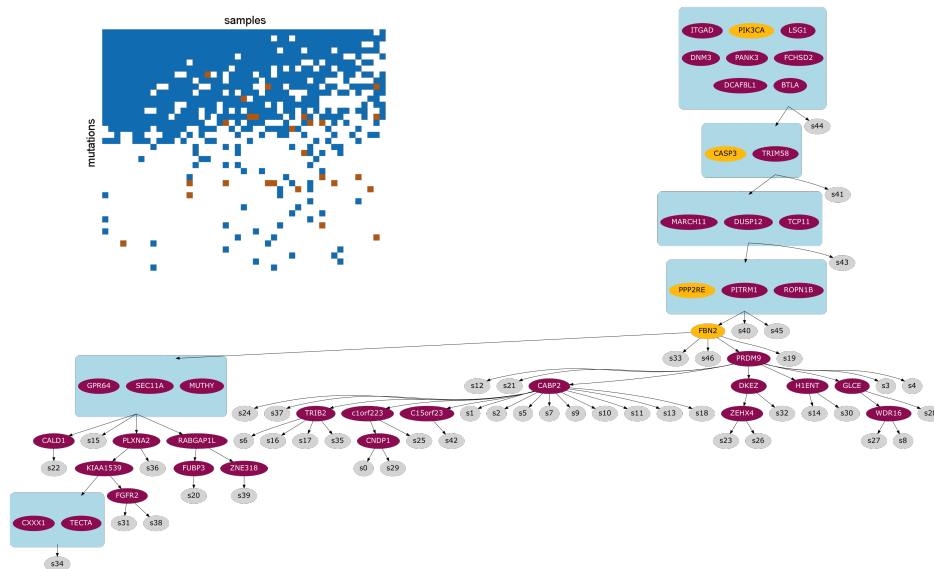 samples
mutations
ITGAD PIK3CA LSG1
DNM3 PANK3 FCHSD2
DCAF8L1 BTLA
s44
CASP3 TRIM58
s41
MARCH11 DUSP12 TCP11
s43
PPP2RE PITRM1 ROPN1B
FBN2 s40 s45
s33 s46 PRDM9 s19
GPR64 SEC11A MUTHY
s12 s21 CABP2 DKEZ H1ENT GLCE s3 s4
s24 s37 TRIB2 c1orf223 C15orf23 s1 s2 s5 s7 s9 s10 s11 s13 s18 ZEHX4 s32 s14 s30 WDR16 s28
CALD1 s15 PLXNA2 RABGAP1L s6 s16 s17 s35 CNDP1 s25 s42 s23 s26 s27 s8
s22 KIAA1539 s36 FUBP3 ZNE318 s0 s29
CXXX1 TECTA FGFR2 s20 s39
s31 s38
s34